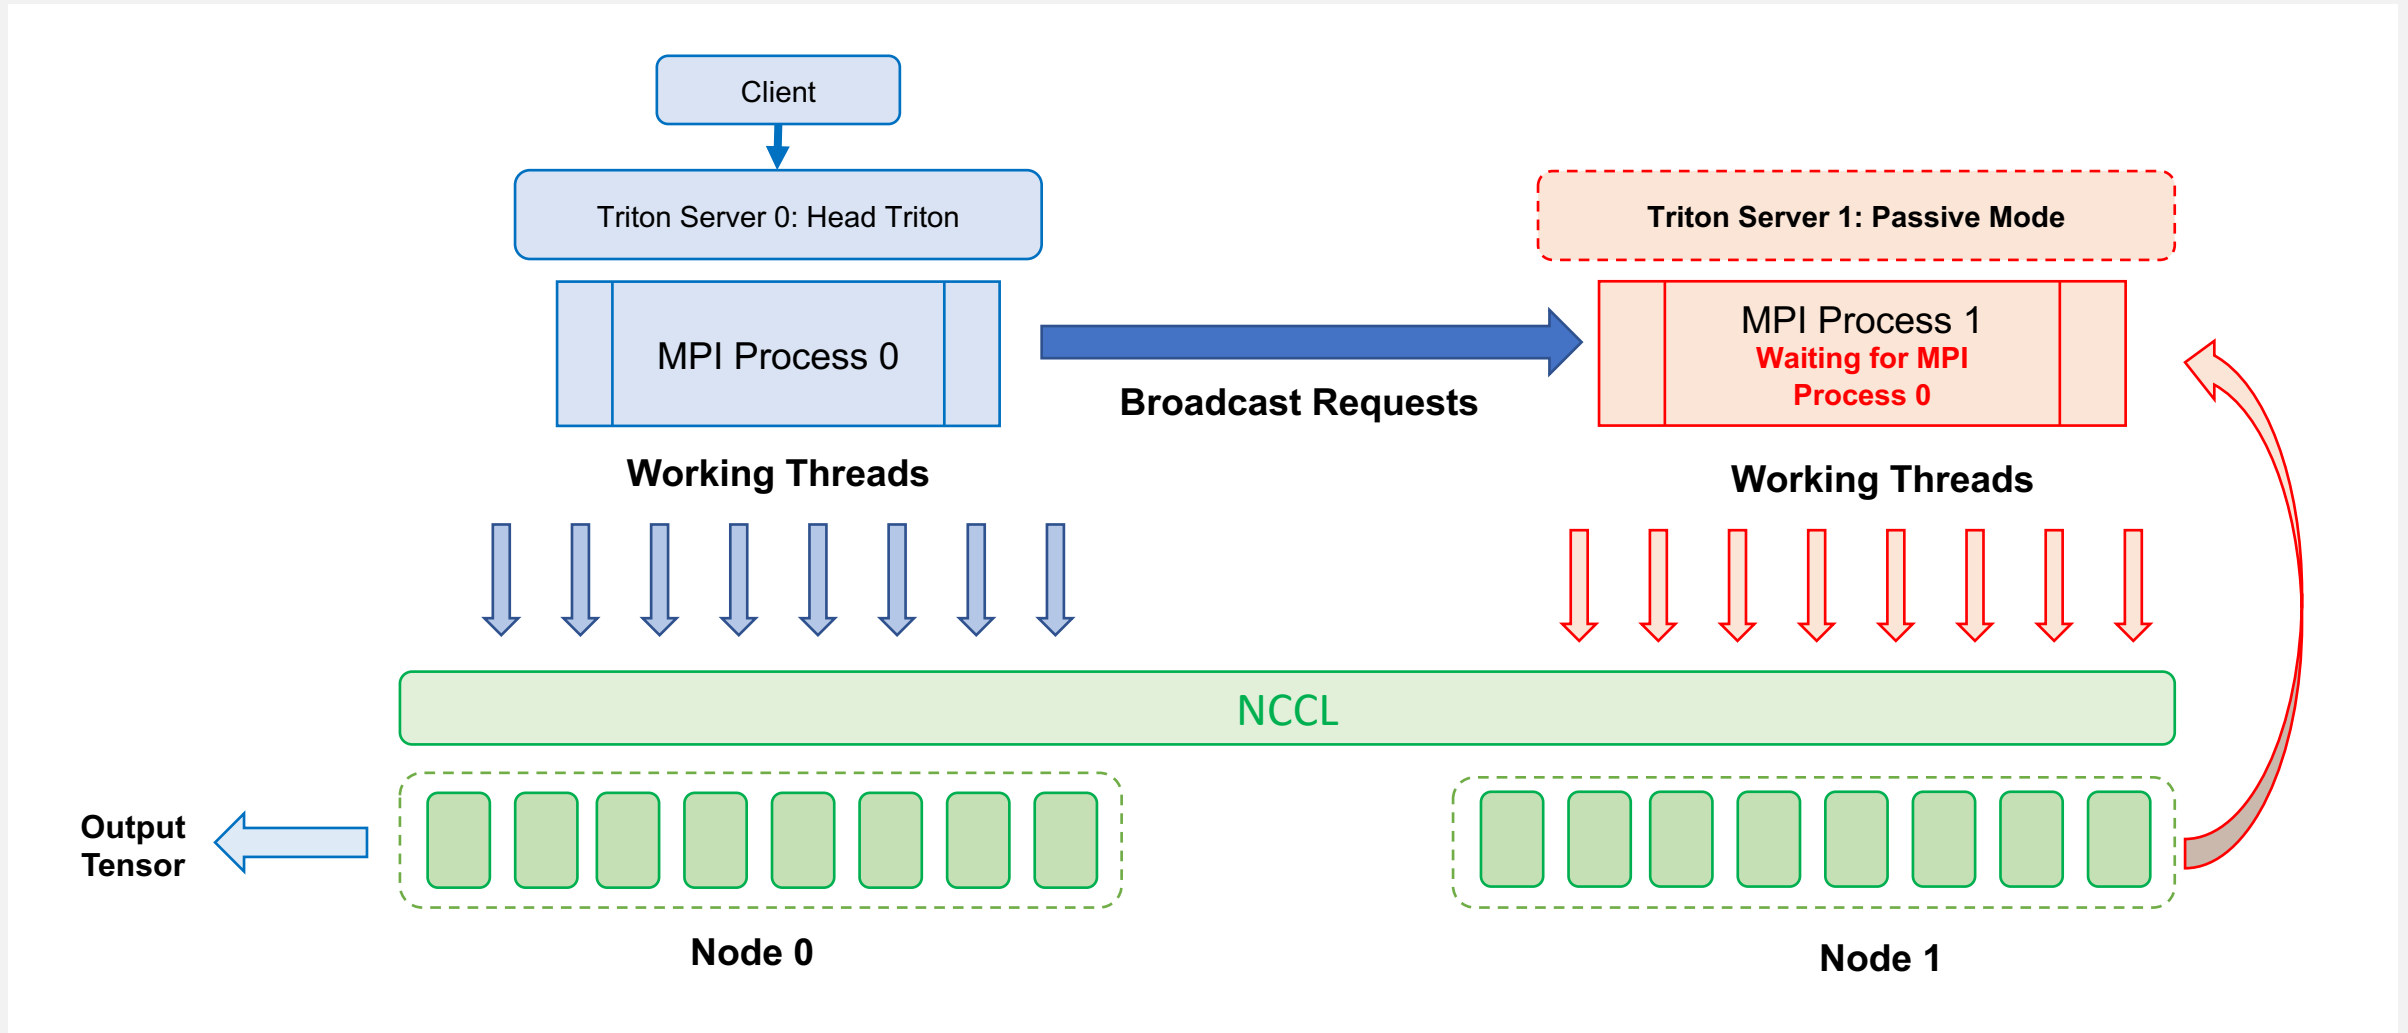 Client
Triton Server 0: Head Triton
Triton Server 1: Passive Mode
MPI Process 0
MPI Process 1
Waiting for MPI
Process 0
Broadcast Requests
Working Threads
Working Threads
NCCL
Output
Tensor
Node 0
Node 1